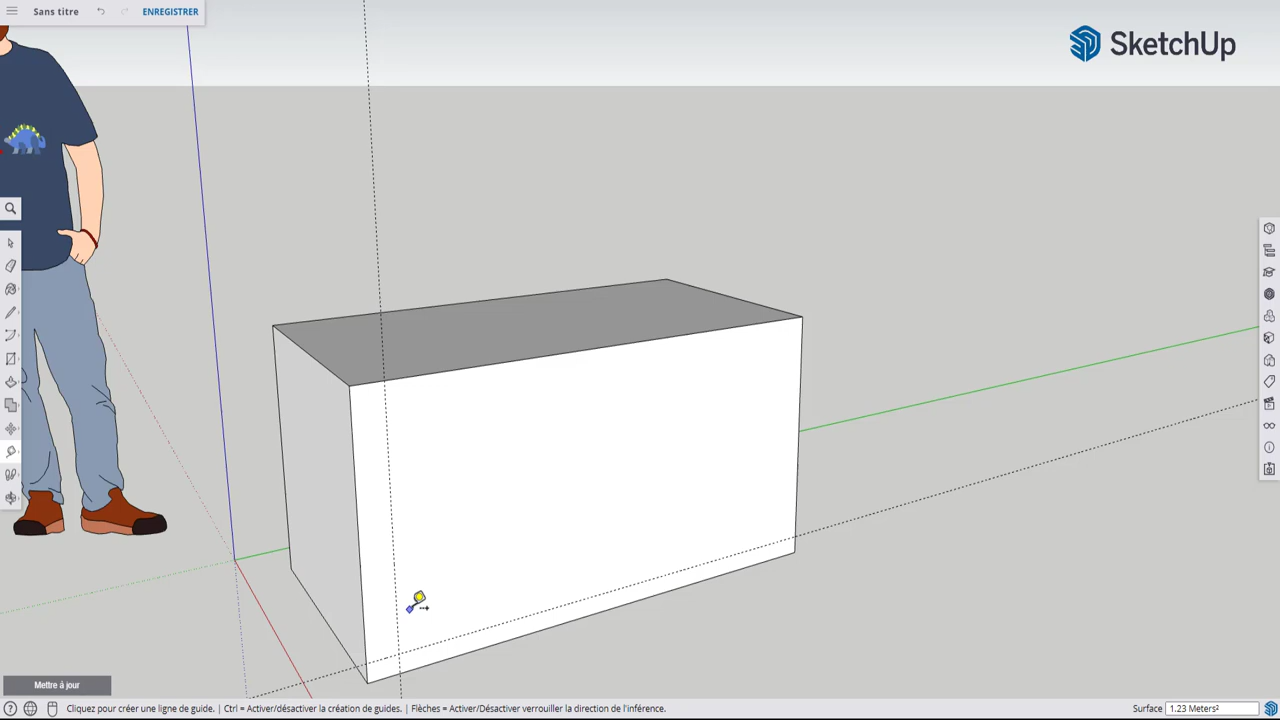 Sans titre
ENREGISTRER
SketchUp
Mettre à jour
Cliquez pour créer une ligne de guide. | Ctrl = Activer/désactiver la création de guides. | Flèches = Activer/Désactiver verrouiller la direction de l'inférence.
Surface
1.23 Meters²